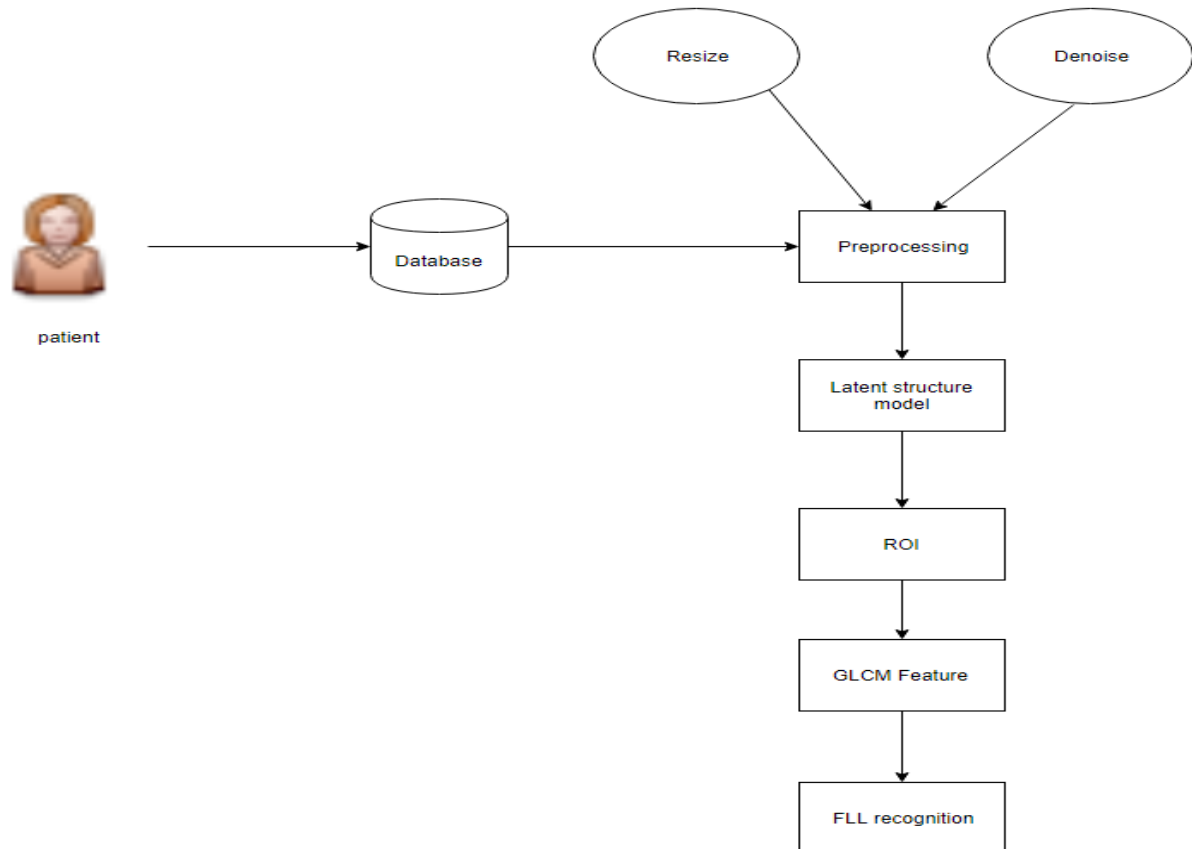 Resize
Denoise
Database
Preprocessing
patient
Latent structure
model
ROI
GLCM Feature
FLL recognition